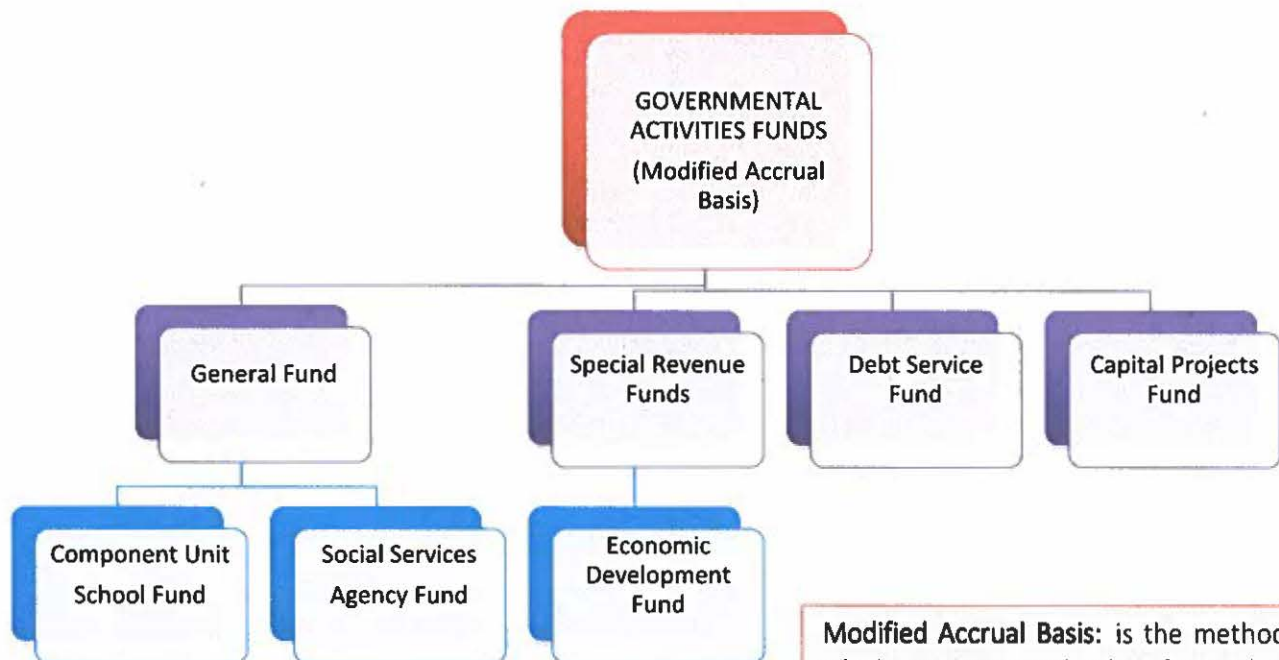 GOVERNMENTAL
ACTIVITIES FUNDS
(Modified Accrual
Basis)
General Fund
Special Revenue
Funds
Debt Service
Fund
Capital Projects
Fund
Component Unit
School Fund
Social Services
Agency Fund
Economic
Development
Fund
Modified Accrual Basis: is the method